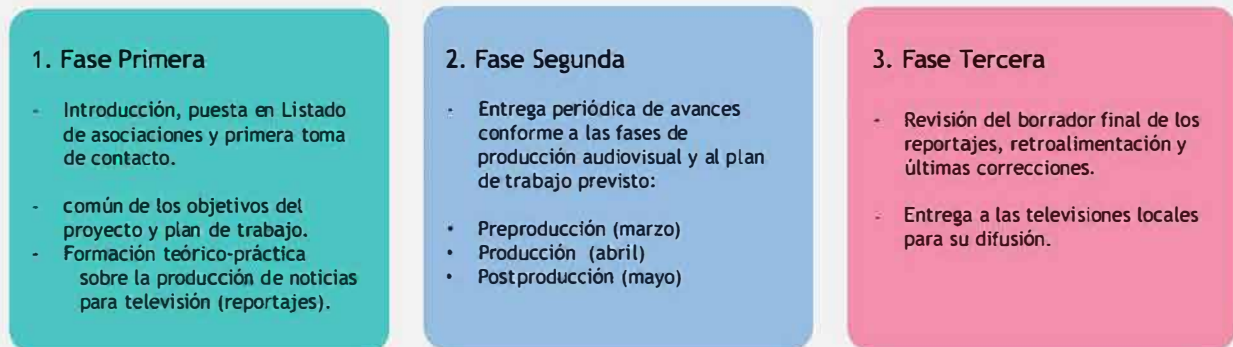 1. Fase Primera
- Introducción, puesta en Listado
de asociaciones y primera toma
de contacto.
- común de los objetivos del
proyecto y plan de trabajo.
- Formación teórico-práctica
sobre la producción de noticias
para televisión (reportajes).
2. Fase Segunda
- Entrega periódica de avances
conforme a las fases de
producción audiovisual y al plan
de trabajo previsto:
• Preproducción (marzo)
• Producción (abril)
• Postproducción (mayo)
3. Fase Tercera
- Revisión del borrador final de los
reportajes, retroalimentación y
últimas correcciones.
- Entrega a las televisiones locales
para su difusión.